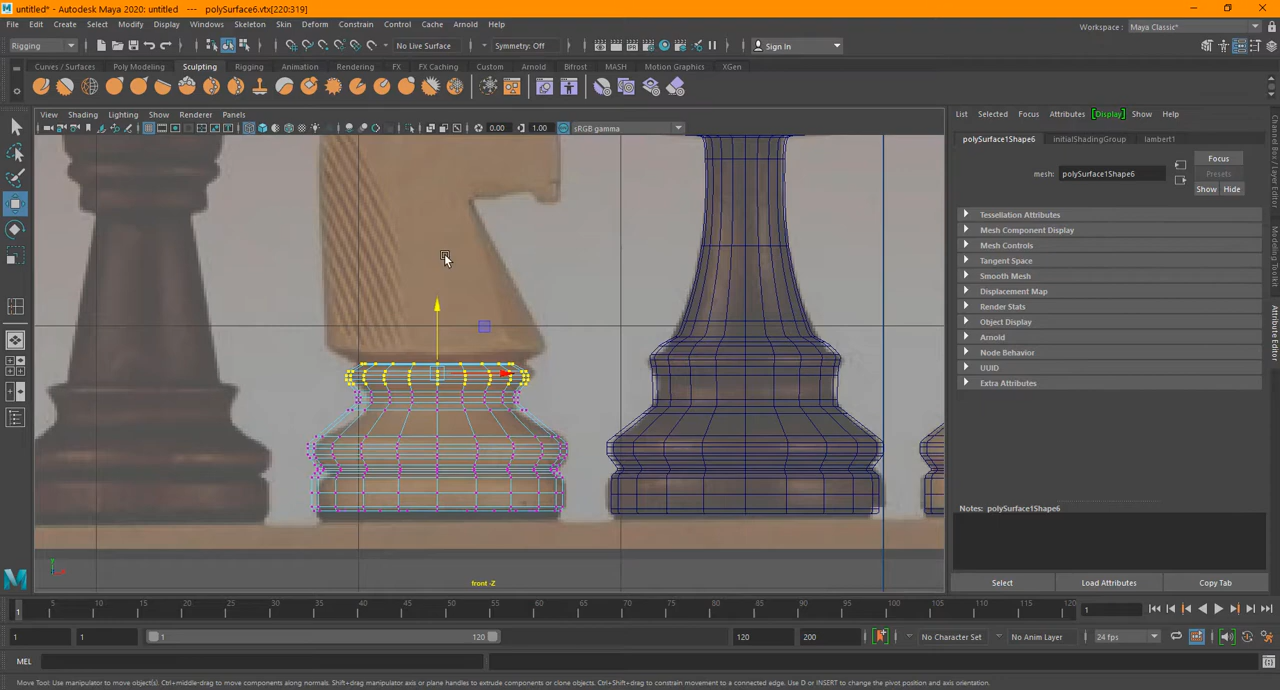 untitled* - Autodesk Maya 2020: untitled --- polySurface6.vtx[220:319]
File Edit Create Select Modify Display Windows Skeleton Skin Deform Constrain Control Cache Arnold Help
Workspace : Maya Classic*
Rigging No Live Surface Symmetry: Off Sign In
Curves / Surfaces Poly Modeling Sculpting Rigging Animation Rendering FX FX Caching Custom Arnold Bifrost MASH Motion Graphics XGen
View Shading Lighting Show Renderer Panels
0.00 1.00 sRGB gamma
List Selected Focus Attributes Display Show Help
polySurface1Shape6 initialShadingGroup lambert1
mesh: polySurface1Shape6
Focus
Presets
Show Hide
Tessellation Attributes
Mesh Component Display
Mesh Controls
Tangent Space
Smooth Mesh
Displacement Map
Render Stats
Object Display
Arnold
Node Behavior
UUID
Extra Attributes
Notes: polySurface1Shape6
Select Load Attributes Copy Tab
Channel Box / Layer Editor
Modeling Toolkit
Attribute Editor
front -Z
1 5 10 15 20 25 30 35 40 45 50 55 60 65 70 75 80 85 90 95 100 105 110 115 120 1
1 1 1 120 120 200 No Character Set No Anim Layer 24 fps
MEL
Move Tool: Use manipulator to move object(s). Ctrl+middle-drag to move components along normals. Shift+drag manipulator axis or plane handles to extrude components or clone objects. Ctrl+Shift+drag to constrain movement to a connected edge. Use D or INSERT to change the pivot position and axis orientation.